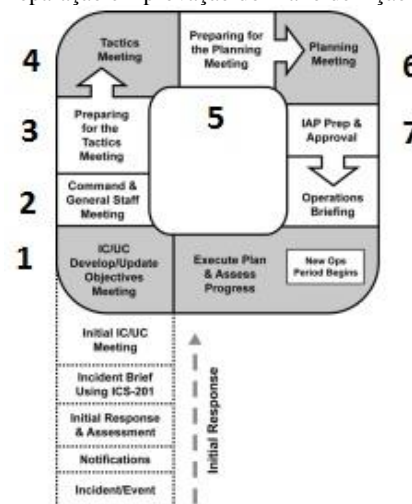 4
Tactics
Meeting
Preparing for
the Planning
Meeting
Planning
Meeting
6
3
Preparing
for the
Tactics
Meeting
5
IAP Prep &
Approval
7
2
Command &
General Staff
Meeting
Operations
Briefing
1
IC/UC
Develop/Update
Objectives
Meeting
Execute Plan
& Assess
Progress
New Ops
Period Begins
Initial IC/UC
Meeting
Incident Brief
Using ICS-201
Initial Response
& Assessment
Notifications
Incident/Event
Initial Response